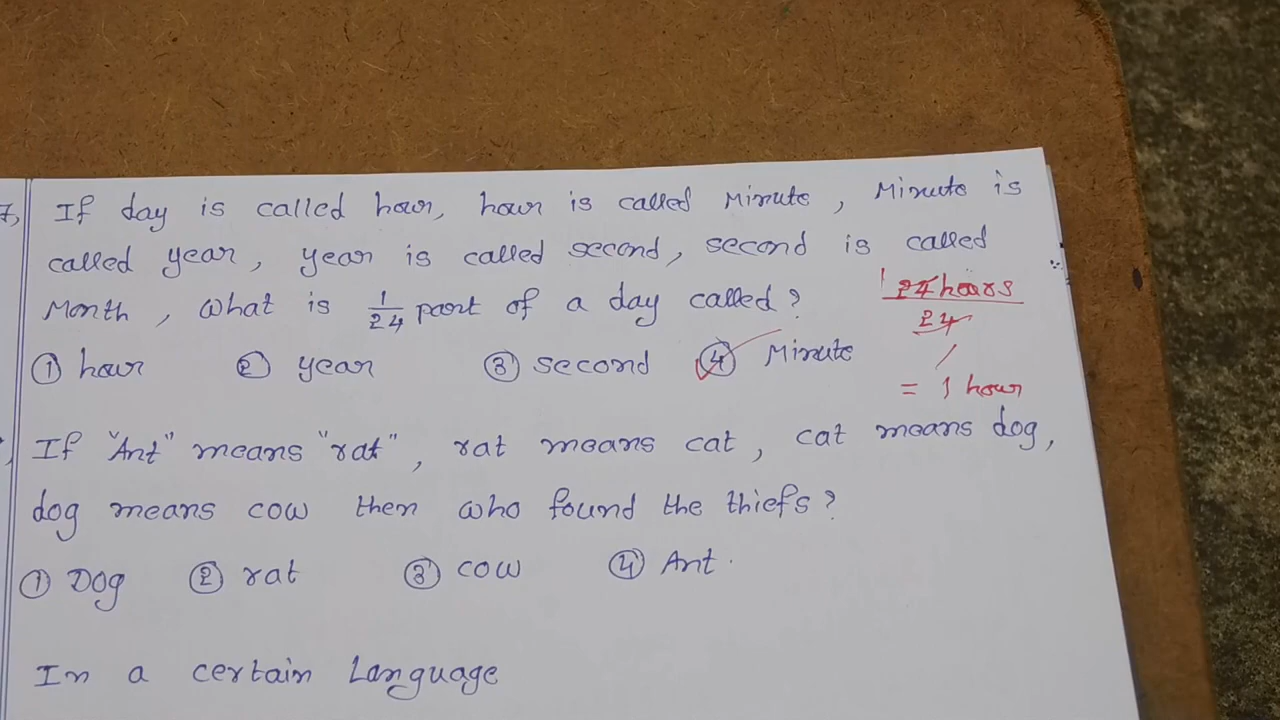 7, If day is called hour, hour is called Minute, Minute is
called year, year is called second, second is called
Month, what is 1/24 part of a day called?
24 hours
24
① hour ② year ③ second ④ Minute
= 1 hour
If "Ant" means "rat", rat means cat, cat means dog,
dog means cow then who found the thiefs?
① Dog ② rat ③ cow ④ Ant.
In a certain Language